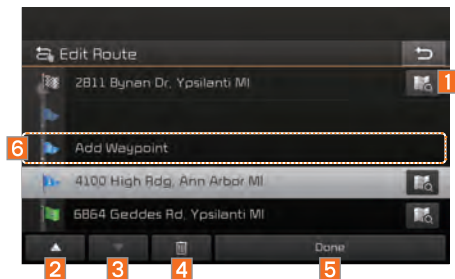 Edit Route
2811 Bynan Dr, Ypsilanti MI
1
6 Add Waypoint
4100 High Rdg, Ann Arbor MI
6864 Geddes Rd, Ypsilanti MI
Done
2 3 4 5